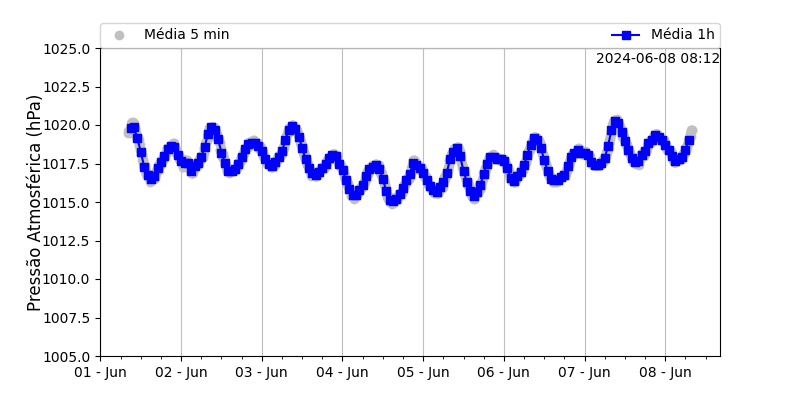 Média 5 min
Média 1h
2024-06-08 08:12
Pressão Atmosférica (hPa)
1025.0
1022.5
1020.0
1017.5
1015.0
1012.5
1010.0
1007.5
1005.0
01 - Jun
02 - Jun
03 - Jun
04 - Jun
05 - Jun
06 - Jun
07 - Jun
08 - Jun